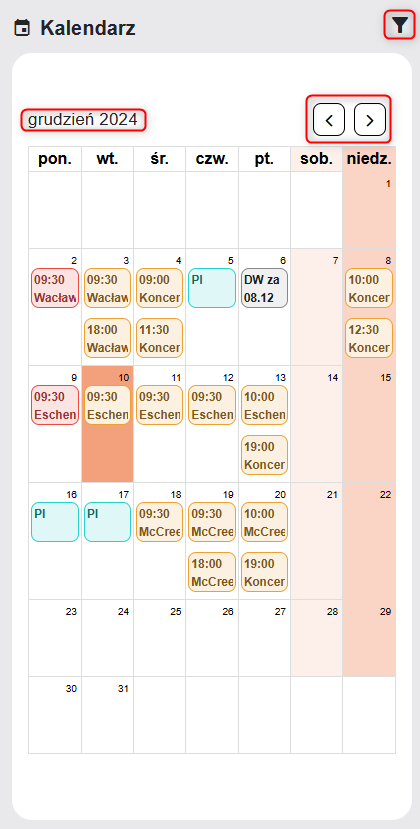 Kalendarz
grudzień 2024
pon. wt. śr. czw. pt. sob. niedz.
1
2 3 4 5 6 7 8
09:30 09:30 09:00 PI DW za 10:00
Wacław Wacław Koncer 08.12 Koncer
18:00 11:30 12:30
Wacław Koncer Koncer
9 10 11 12 13 14 15
09:30 09:30 09:30 09:30 10:00
Eschen Eschen Eschen Eschen Eschen
19:00
Koncer
16 17 18 19 20 21 22
PI PI 09:30 09:30 10:00
McCree McCree McCree
18:00 19:00
McCree Koncer
23 24 25 26 27 28 29
30 31